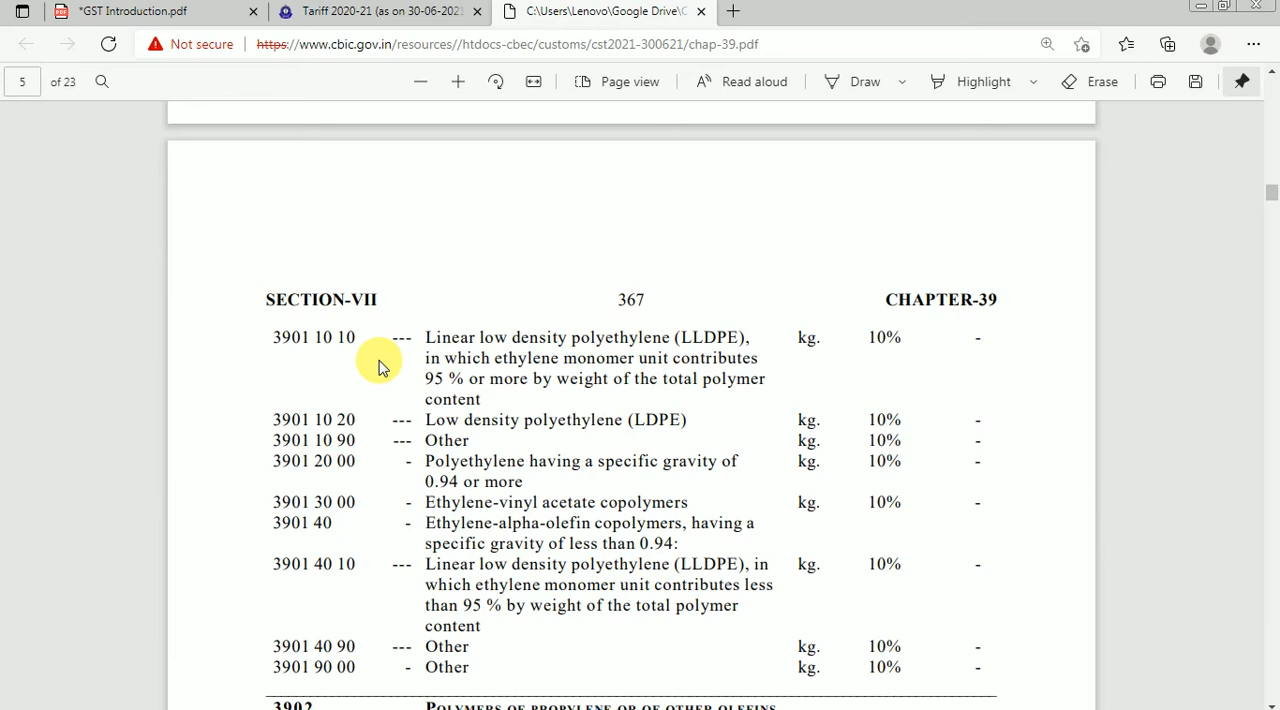 *GST Introduction.pdf
Tariff 2020-21 (as on 30-06-2021
C:\Users\Lenovo\Google Drive\C
Not secure
https://www.cbic.gov.in/resources//htdocs-cbec/customs/cst2021-300621/chap-39.pdf
5 of 23 Page view Read aloud Draw Highlight Erase
SECTION-VII 367 CHAPTER-39
3901 10 10 --- Linear low density polyethylene (LLDPE), kg. 10% -
in which ethylene monomer unit contributes
95 % or more by weight of the total polymer
content
3901 10 20 --- Low density polyethylene (LDPE) kg. 10% -
3901 10 90 --- Other kg. 10% -
3901 20 00 - Polyethylene having a specific gravity of kg. 10% -
0.94 or more
3901 30 00 - Ethylene-vinyl acetate copolymers kg. 10% -
3901 40 - Ethylene-alpha-olefin copolymers, having a
specific gravity of less than 0.94:
3901 40 10 --- Linear low density polyethylene (LLDPE), in kg. 10% -
which ethylene monomer unit contributes less
than 95 % by weight of the total polymer
content
3901 40 90 --- Other kg. 10% -
3901 90 00 - Other kg. 10% -
3902 POLYMERS OF PROPYLENE OR OF OTHER OLEFINS